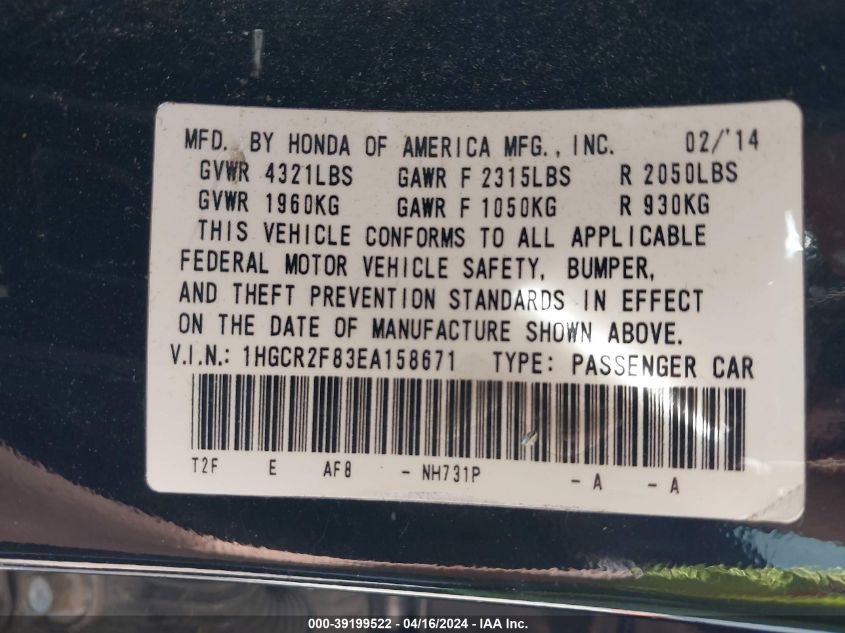 MFD. BY HONDA OF AMERICA MFG., INC. 02/'14
GVWR 4321LBS GAWR F 2315LBS R 2050LBS
GVWR 1960KG GAWR F 1050KG R 930KG
THIS VEHICLE CONFORMS TO ALL APPLICABLE
FEDERAL MOTOR VEHICLE SAFETY, BUMPER,
AND THEFT PREVENTION STANDARDS IN EFFECT
ON THE DATE OF MANUFACTURE SHOWN ABOVE.
V.I.N.: 1HGCR2F83EA158671 TYPE: PASSENGER CAR
T2F E AF8 - NH731P - A - A
000-39199522 - 04/16/2024 - IAA Inc.